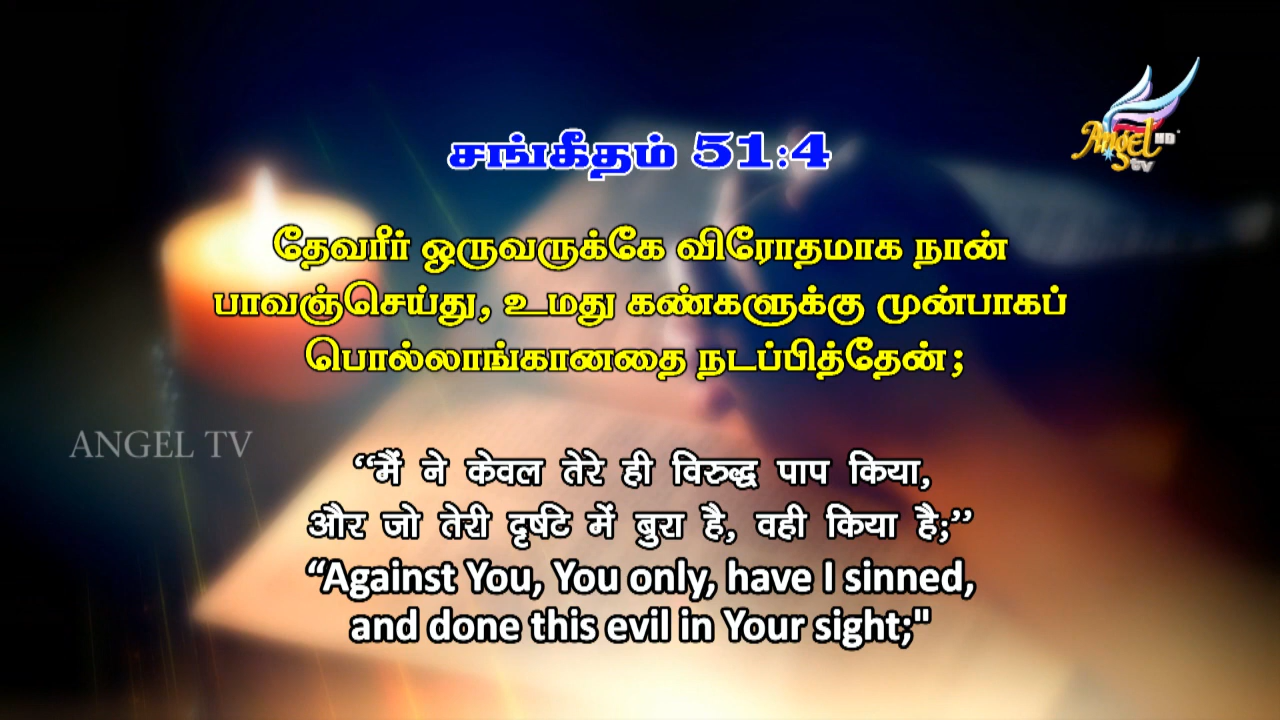 சங்கீதம் 51:4
Angel HD
tv
தேவரீர் ஒருவருக்கே விரோதமாக நான்
பாவஞ்செய்து, உமது கண்களுக்கு முன்பாகப்
பொல்லாங்கானதை நடப்பித்தேன்;
ANGEL TV
“मैं ने केवल तेरे ही विरुद्ध पाप किया,
और जो तेरी दृष्टि में बुरा है, वही किया है;”
“Against You, You only, have I sinned,
and done this evil in Your sight;"